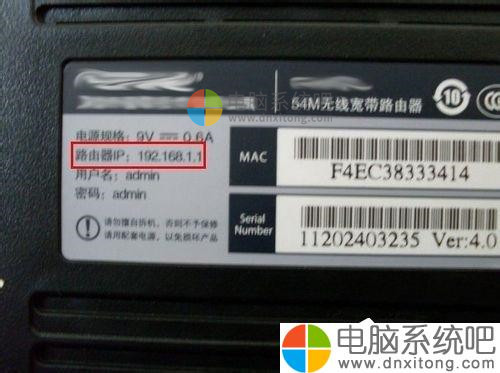 电脑系统吧
www.dnxitong.com
54M无线宽带路由器
10
电源规格: 9V 0.6A
路由器IP: 192.168.1.1
用户名: admin
密码: admin
请勿擅自拆机,否则不予保修
请用配套电源,以免损坏产品
MAC
F4EC38333414
Serial Number
11202403235 Ver:4.0
电脑系统吧
www.dnxitong.com